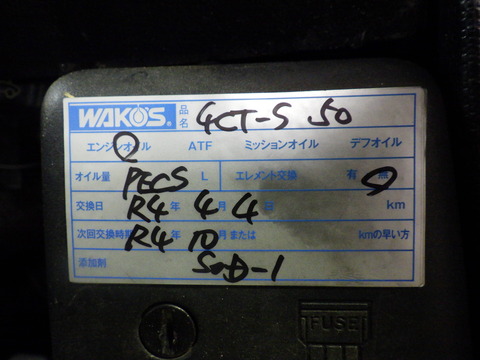 WAKO'S® 品名 4CT-S 50
エンジンオイル ATF ミッションオイル デフオイル
オイル量 PECS L エレメント交換 有 無
交換日 R4 年 4 月 4 日 km
次回交換時期 R4 年 10 月または kmの早い方
添加剤 S-D-1
FUSE